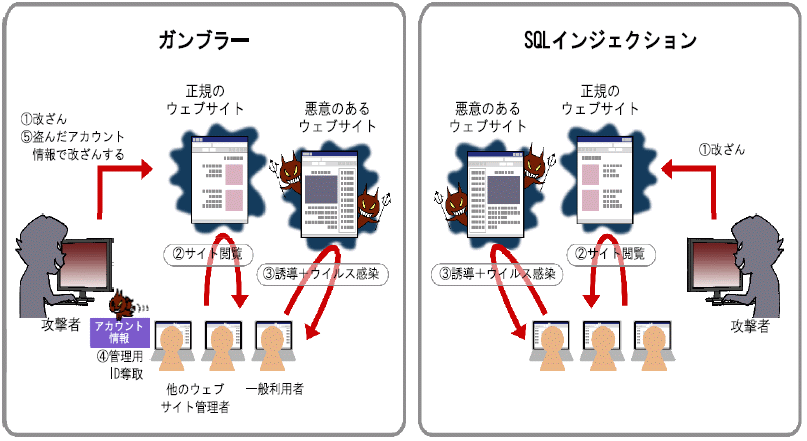 ガンブラー
①改ざん
⑤盗んだアカウント
情報で改ざんする
正規の
ウェブサイト
悪意のある
ウェブサイト
②サイト閲覧
③誘導＋ウイルス感染
攻撃者
アカウント
情報
④管理用
ID奪取
他のウェブ
サイト管理者
一般利用者
SQLインジェクション
悪意のある
ウェブサイト
正規の
ウェブサイト
①改ざん
③誘導＋ウイルス感染
②サイト閲覧
攻撃者